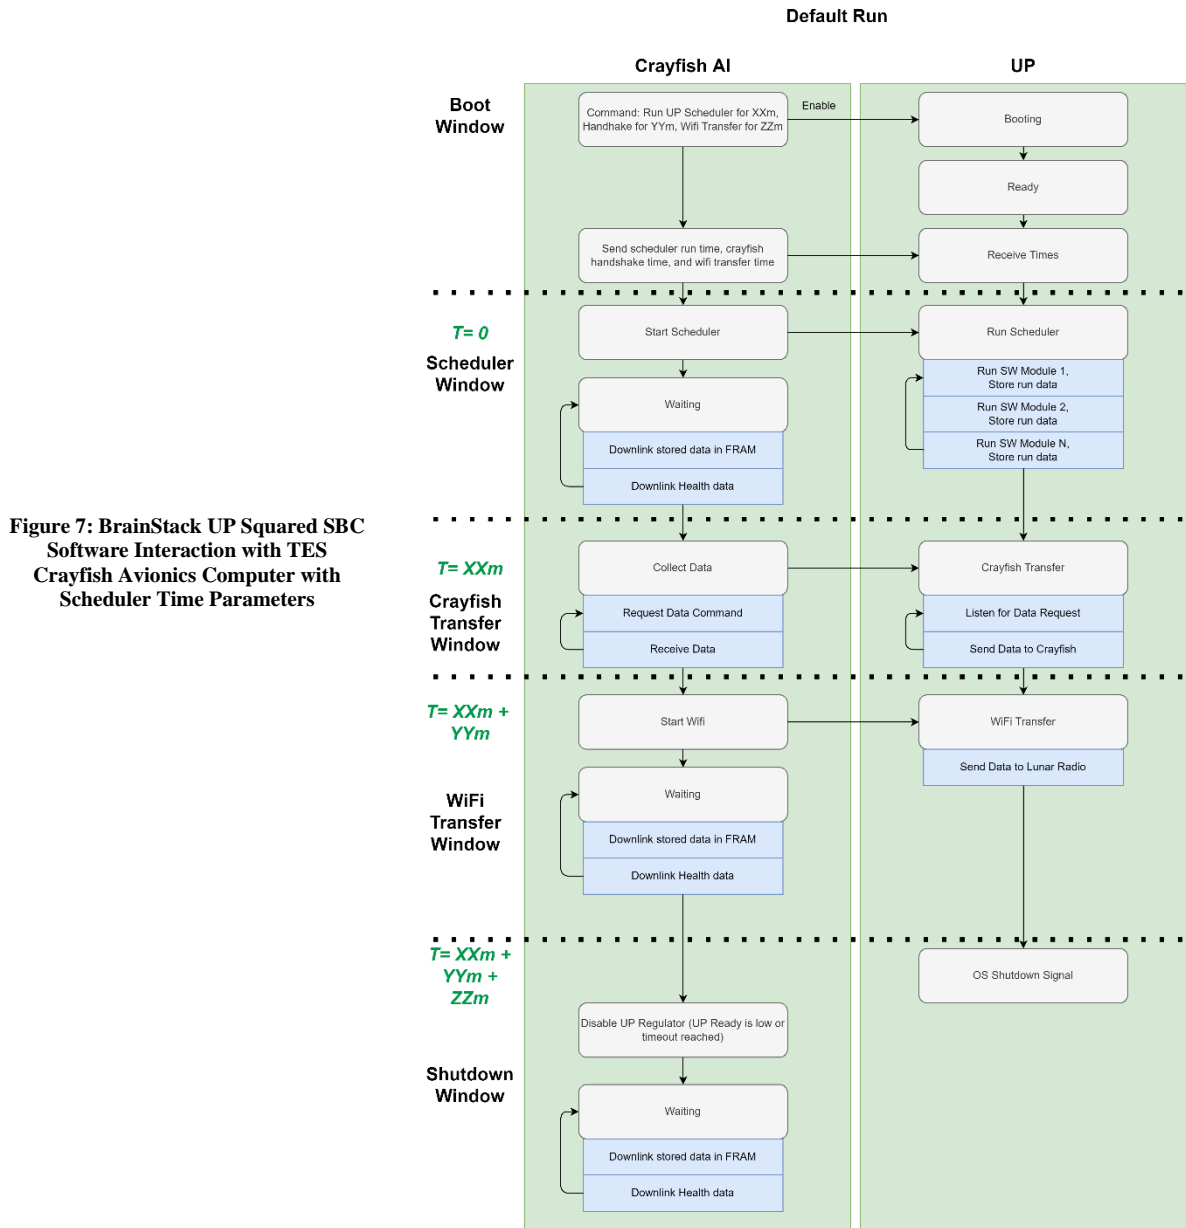 Default Run
Crayfish AI
UP
Boot
Window
Command: Run UP Scheduler for XXm,
Handhake for YYm, Wifi Transfer for ZZm
Enable
Booting
Ready
Send scheduler run time, crayfish
handshake time, and wifi transfer time
Receive Times
T= 0
Scheduler
Window
Start Scheduler
Run Scheduler
Run SW Module 1,
Store run data
Run SW Module 2,
Store run data
Run SW Module N,
Store run data
Waiting
Downlink stored data in FRAM
Downlink Health data
Figure 7: BrainStack UP Squared SBC
Software Interaction with TES
Crayfish Avionics Computer with
Scheduler Time Parameters
T= XXm
Crayfish
Transfer
Window
Collect Data
Request Data Command
Receive Data
Crayfish Transfer
Listen for Data Request
Send Data to Crayfish
T= XXm +
YYm
WiFi
Transfer
Window
Start Wifi
WiFi Transfer
Send Data to Lunar Radio
Waiting
Downlink stored data in FRAM
Downlink Health data
T= XXm +
YYm +
ZZm
OS Shutdown Signal
Shutdown
Window
Disable UP Regulator (UP Ready is low or
timeout reached)
Waiting
Downlink stored data in FRAM
Downlink Health data